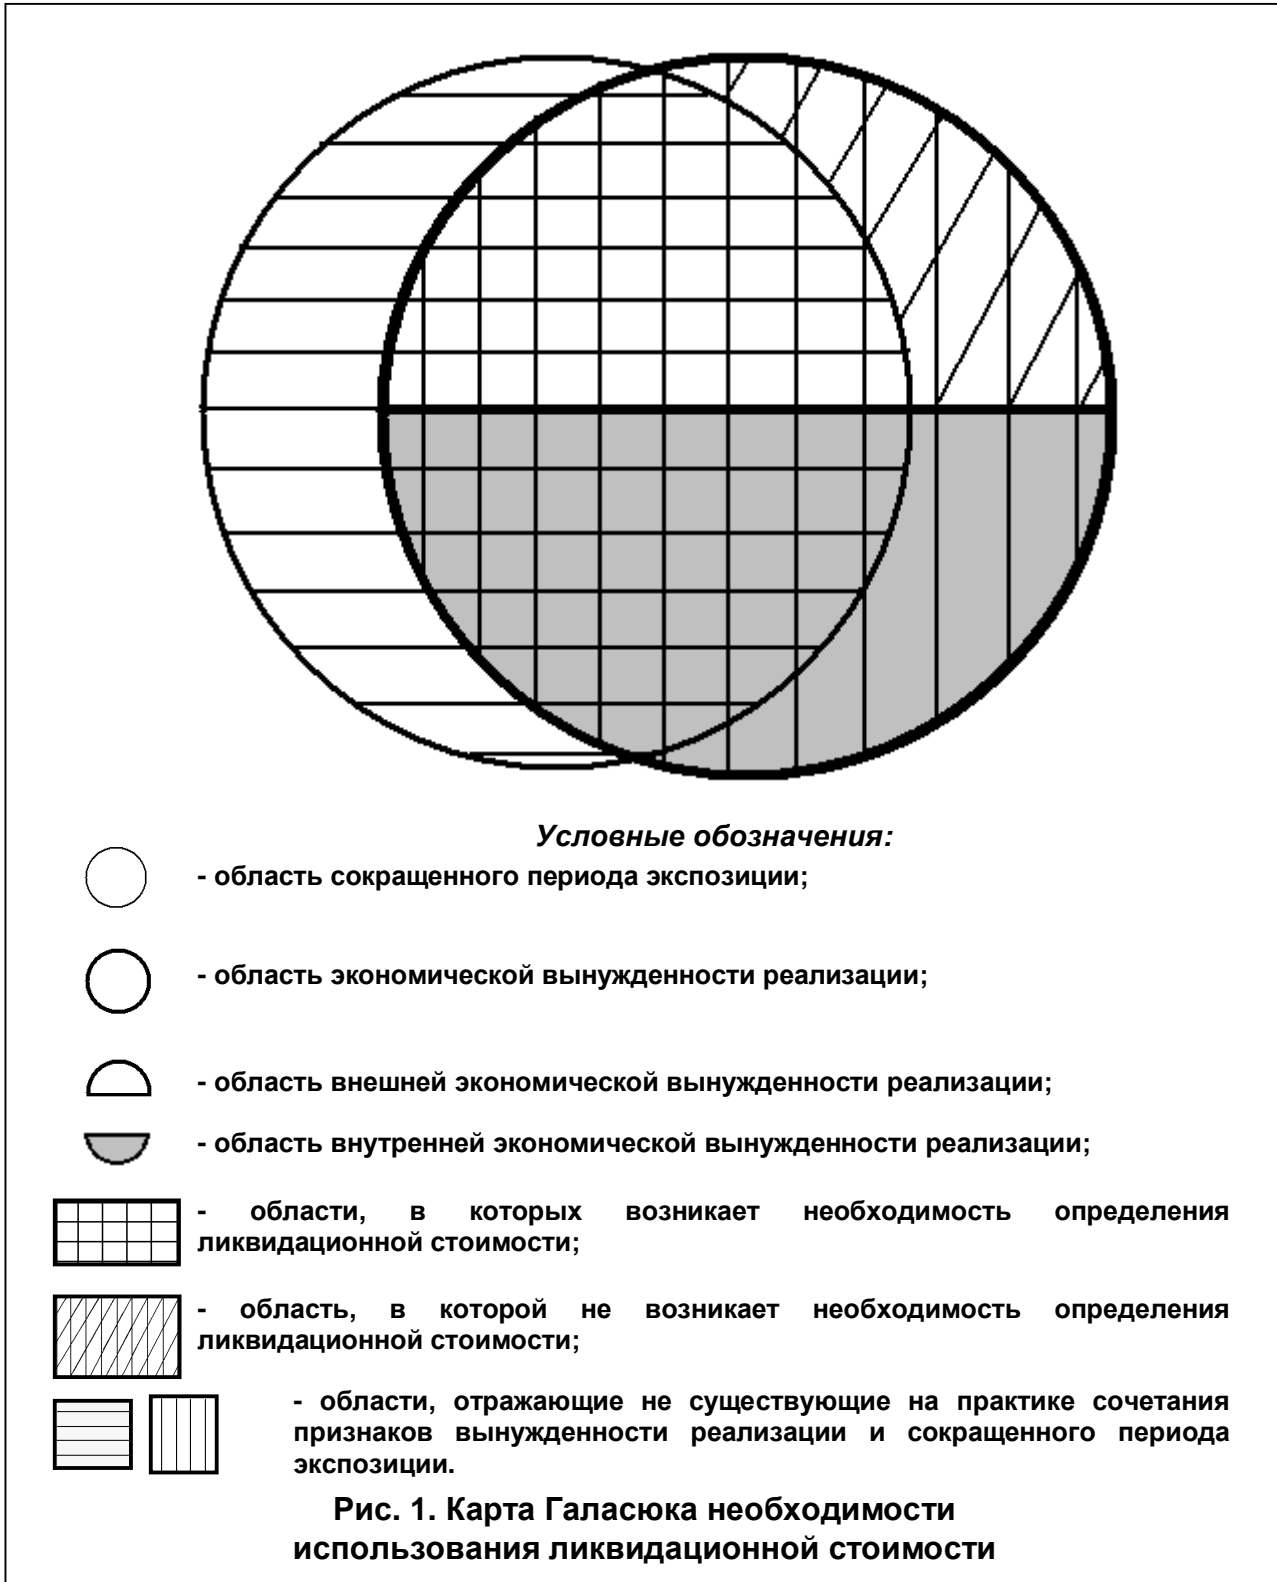 Условные обозначения:
- область сокращенного периода экспозиции;
- область экономической вынужденности реализации;
- область внешней экономической вынужденности реализации;
- область внутренней экономической вынужденности реализации;
- области, в которых возникает необходимость определения
ликвидационной стоимости;
- область, в которой не возникает необходимость определения
ликвидационной стоимости;
- области, отражающие не существующие на практике сочетания
признаков вынужденности реализации и сокращенного периода
экспозиции.
Рис. 1. Карта Галасюка необходимости
использования ликвидационной стоимости